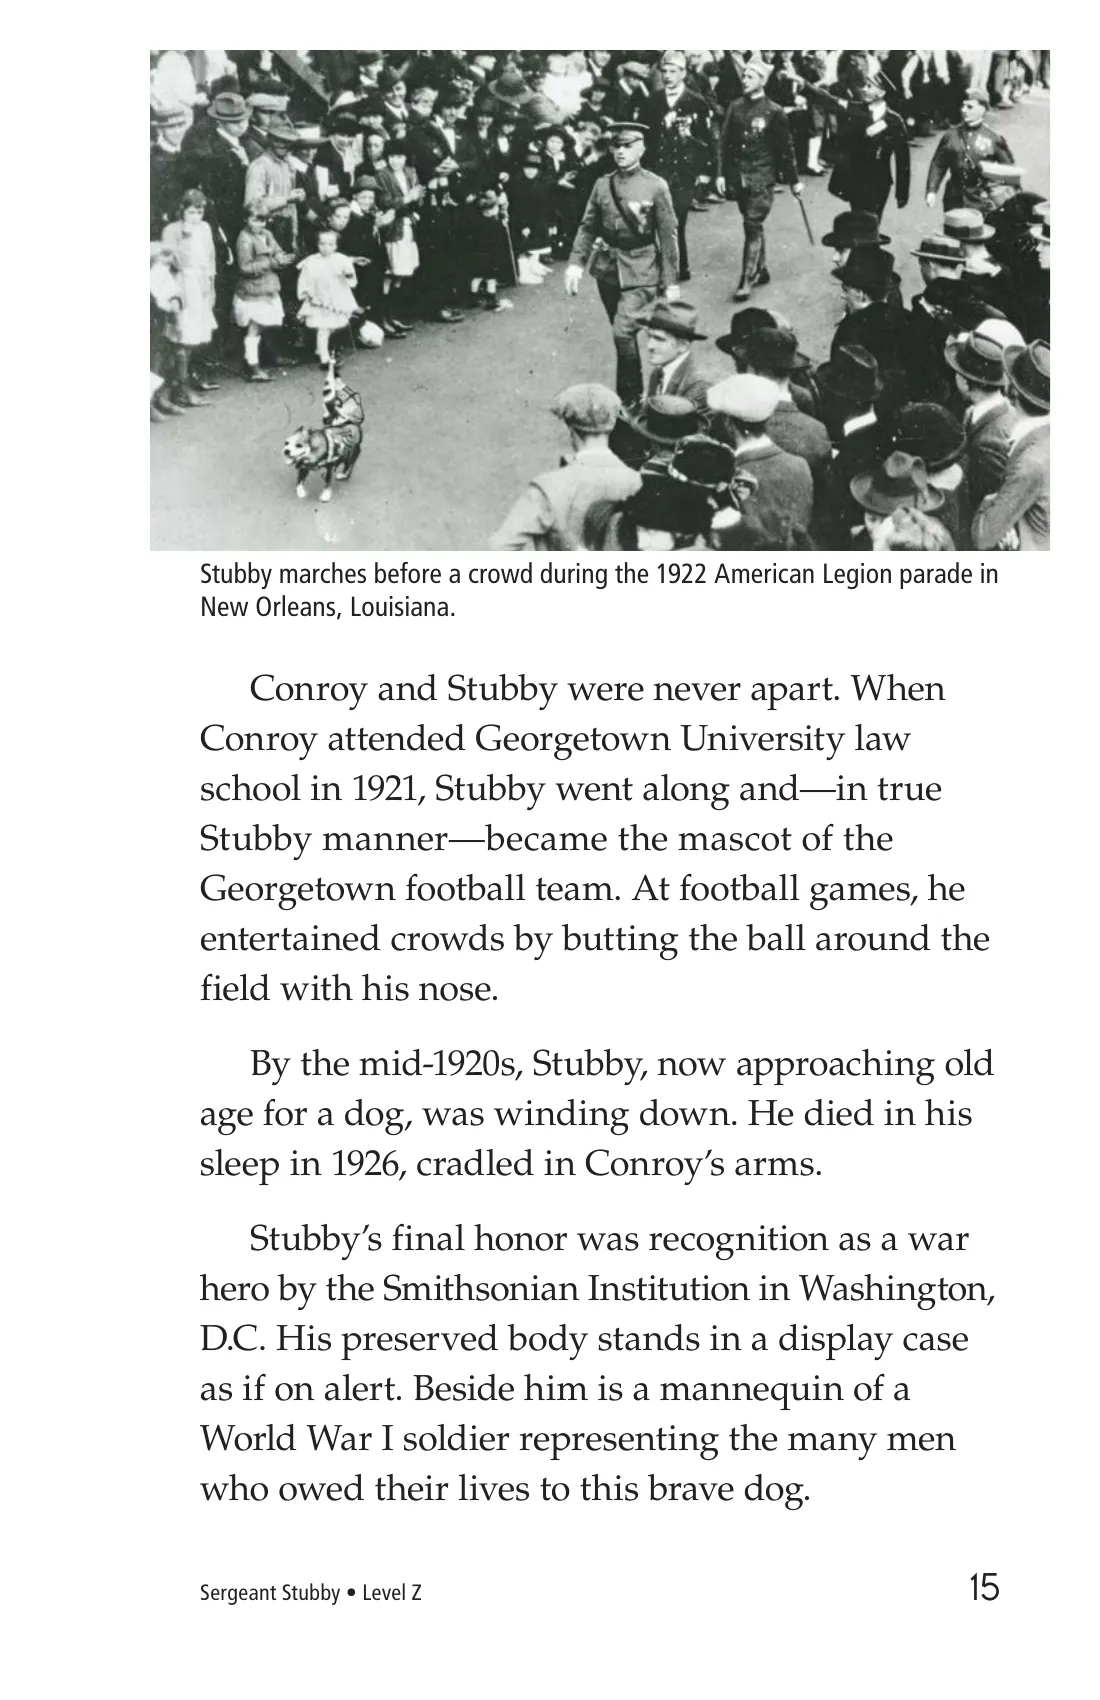 Stubby marches before a crowd during the 1922 American Legion parade in
New Orleans, Louisiana.
Conroy and Stubby were never apart. When
Conroy attended Georgetown University law
school in 1921, Stubby went along and—in true
Stubby manner—became the mascot of the
Georgetown football team. At football games, he
entertained crowds by butting the ball around the
field with his nose.
By the mid-1920s, Stubby, now approaching old
age for a dog, was winding down. He died in his
sleep in 1926, cradled in Conroy’s arms.
Stubby’s final honor was recognition as a war
hero by the Smithsonian Institution in Washington,
D.C. His preserved body stands in a display case
as if on alert. Beside him is a mannequin of a
World War I soldier representing the many men
who owed their lives to this brave dog.
Sergeant Stubby • Level Z
15